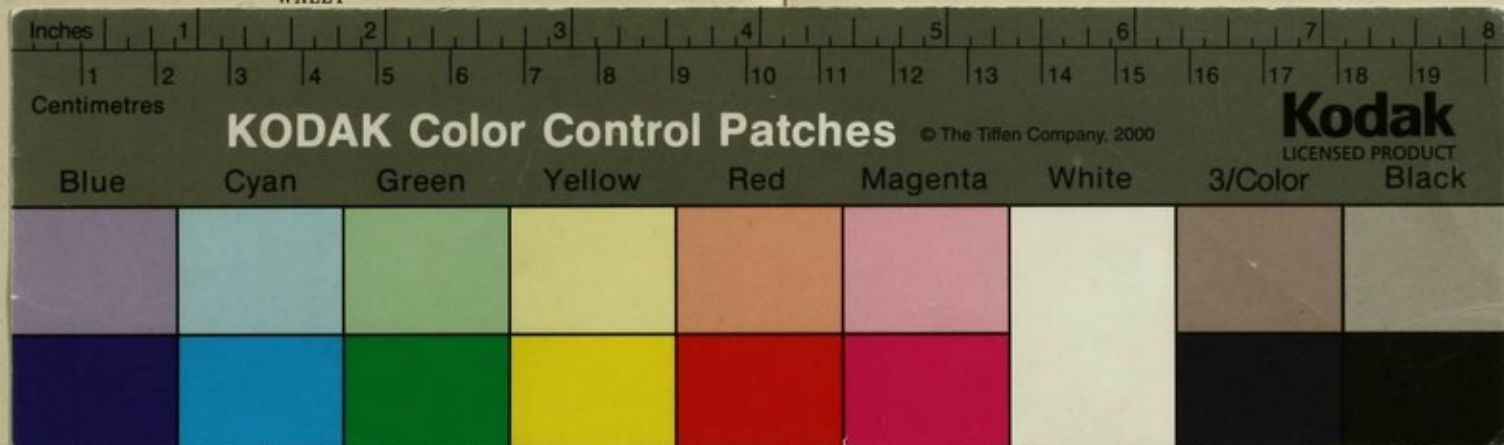 Inches 1 2 3 4 5 6 7 8
1 2 3 4 5 6 7 8 9 10 11 12 13 14 15 16 17 18 19
Centimetres
KODAK Color Control Patches © The Tiffen Company, 2000 Kodak
LICENSED PRODUCT
Blue Cyan Green Yellow Red Magenta White 3/Color Black